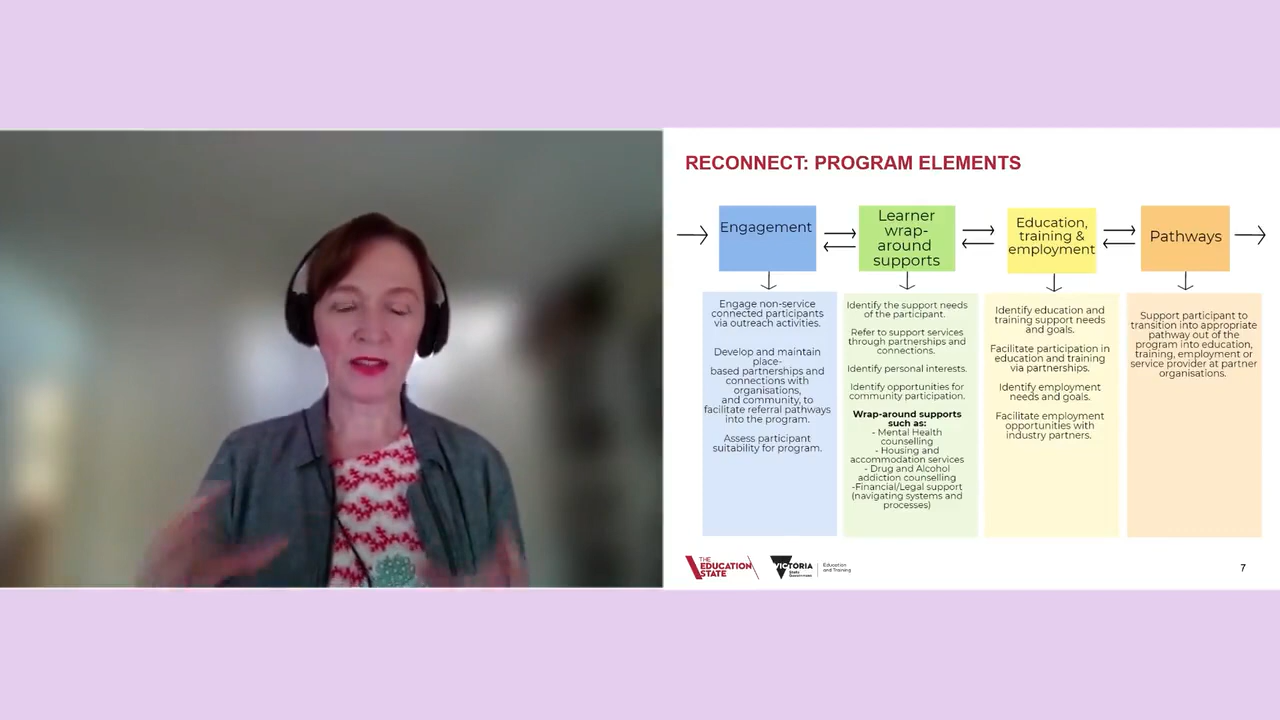 RECONNECT: PROGRAM ELEMENTS
Engagement
Learner
wrap-
around
supports
Education,
training &
employment
Pathways
Engage non-service
connected participants
via outreach activities.
Develop and maintain
place-
based partnerships and
connections with
organisations,
and community, to
facilitate referral pathways
into the program.
Assess participant
suitability for program.
Identify the support needs
of the participant.
Refer to support services
through partnerships and
connections.
Identify personal interests.
Identify opportunities for
community participation.
Wrap-around supports
such as:
- Mental Health
counselling
- Housing and
accommodation services
- Drug and Alcohol
addiction counselling
-Financial/Legal support
(navigating systems and
processes)
Identify education and
training support needs
and goals.
Facilitate participation in
education and training
via partnerships.
Identify employment
needs and goals.
Facilitate employment
opportunities with
industry partners.
Support participant to
transition into appropriate
pathway out of the
program into education,
training, employment or
service provider at partner
organisations.
THE
EDUCATION
STATE
VICTORIA
State
Government
Education
and Training
7